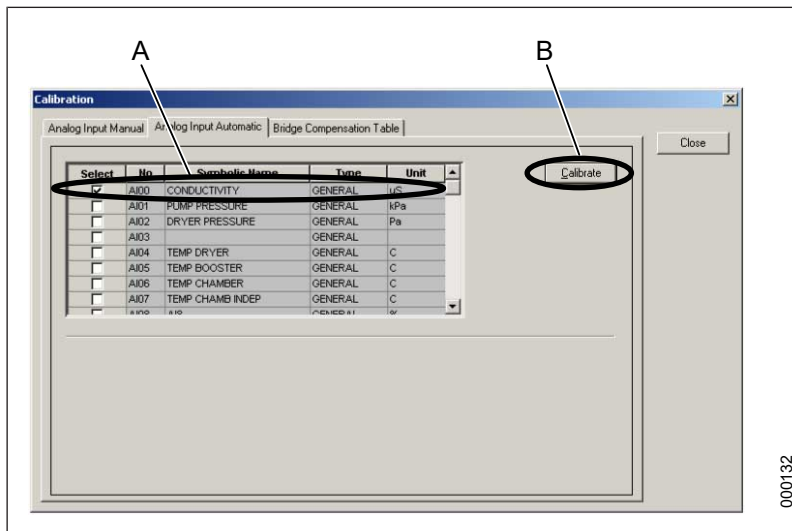 A B
Calibration
Analog Input Manual Analog Input Automatic Bridge Compensation Table
Close
Select No Symbolic Name Type Unit
Calibrate
AI00 CONDUCTIVITY GENERAL uS
AI01 PUMP PRESSURE GENERAL kPa
AI02 DRYER PRESSURE GENERAL Pa
AI03 GENERAL
AI04 TEMP DRYER GENERAL C
AI05 TEMP BOOSTER GENERAL C
AI06 TEMP CHAMBER GENERAL C
AI07 TEMP CHAMB INDEP GENERAL C
GENERAL %
000132